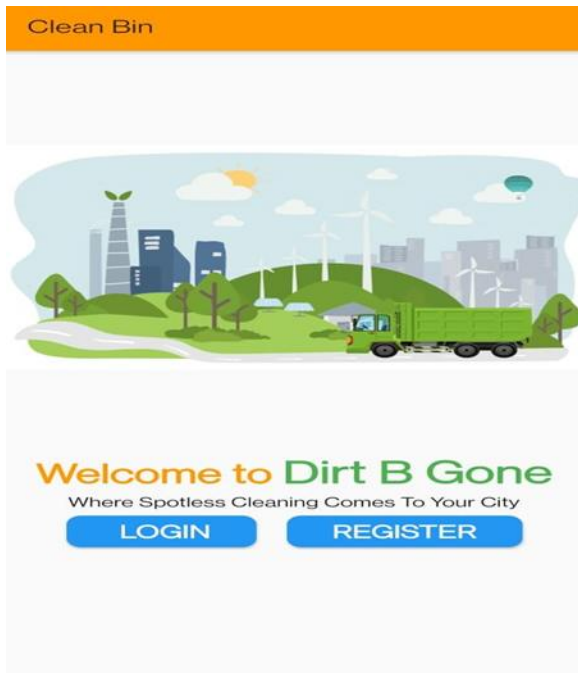 Clean Bin
Welcome to Dirt B Gone
Where Spotless Cleaning Comes To Your City
LOGIN REGISTER